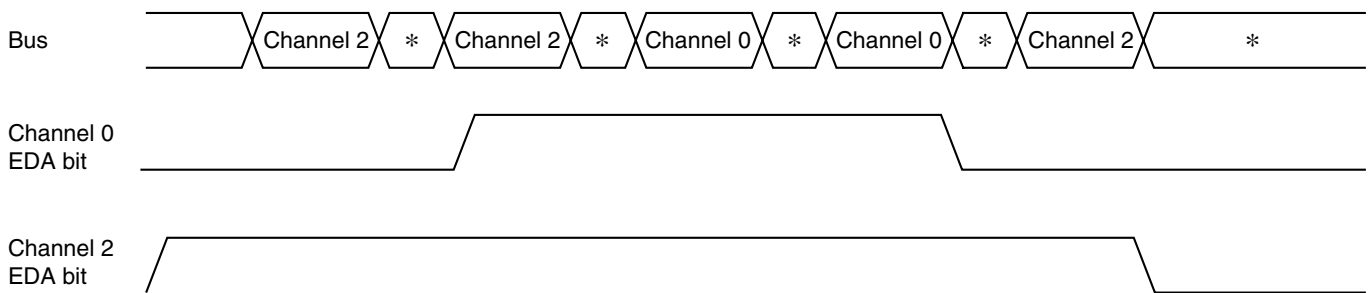 Bus Channel 2 * Channel 2 * Channel 0 * Channel 0 * Channel 2 *
Channel 0
EDA bit
Channel 2
EDA bit